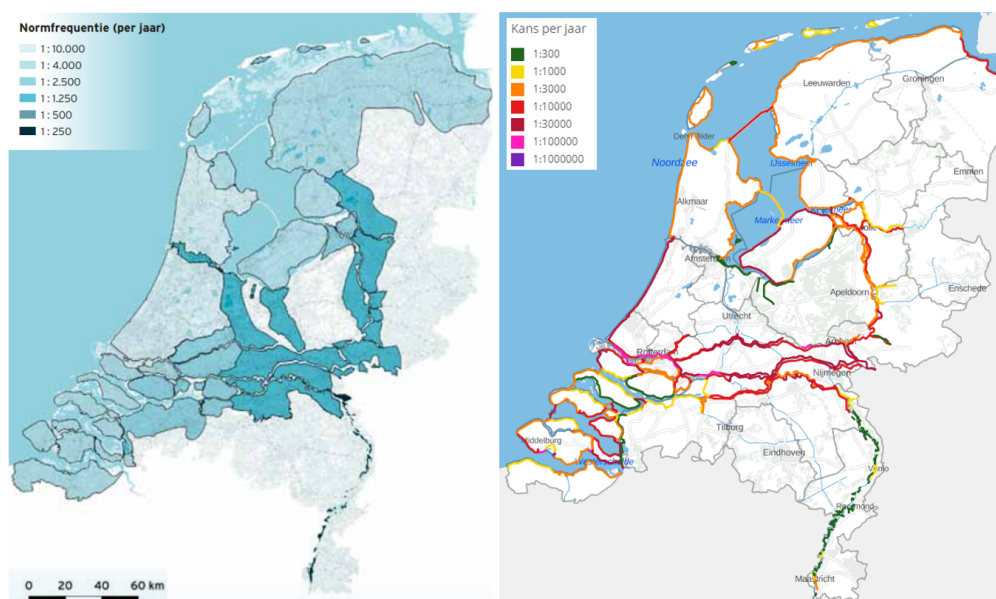 Normfrequentie (per jaar)
1 : 10.000
1 : 4.000
1 : 2.500
1 : 1.250
1 : 500
1 : 250
0 20 40 60 km
Kans per jaar
1:300
1:1000
1:3000
1:10000
1:30000
1:100000
1:1000000
Leeuwarden
Groningen
Noordzee
IJsselmeer
Emmen
Alkmaar
Markermeer
Amsterdam
Enschede
Apeldoorn
Utrecht
Rotterdam
Nijmegen
Tilburg
Middelburg
Eindhoven
Westerschelde
Venlo
Roermond
Maastricht